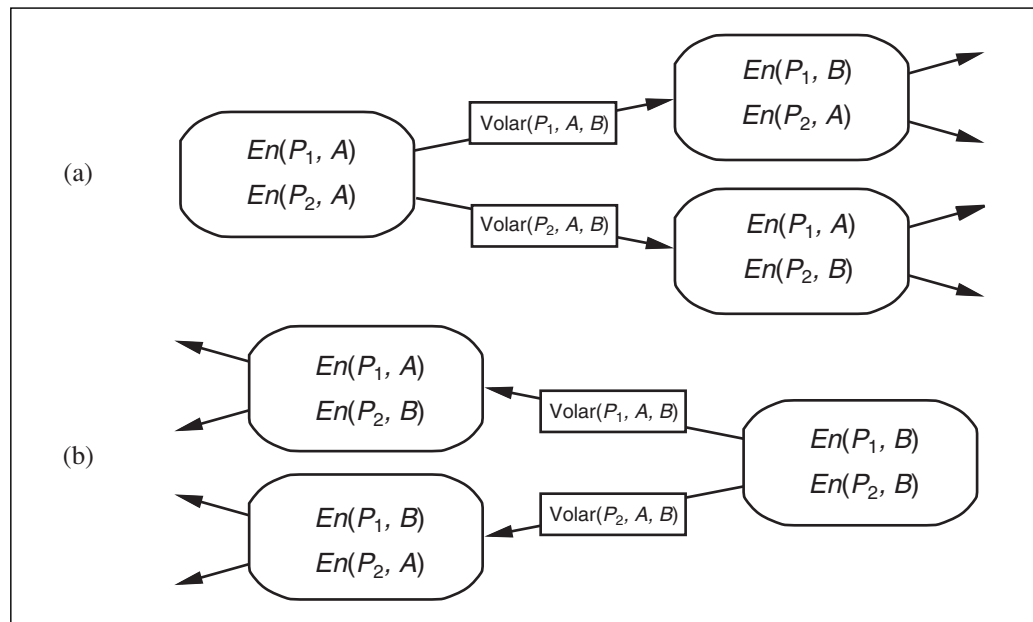 (a)
En(P₁, A)
En(P₂, A)
Volar(P₁, A, B)
Volar(P₂, A, B)
En(P₁, B)
En(P₂, A)
En(P₁, A)
En(P₂, B)
(b)
En(P₁, A)
En(P₂, B)
En(P₁, B)
En(P₂, A)
Volar(P₁, A, B)
Volar(P₂, A, B)
En(P₁, B)
En(P₂, B)